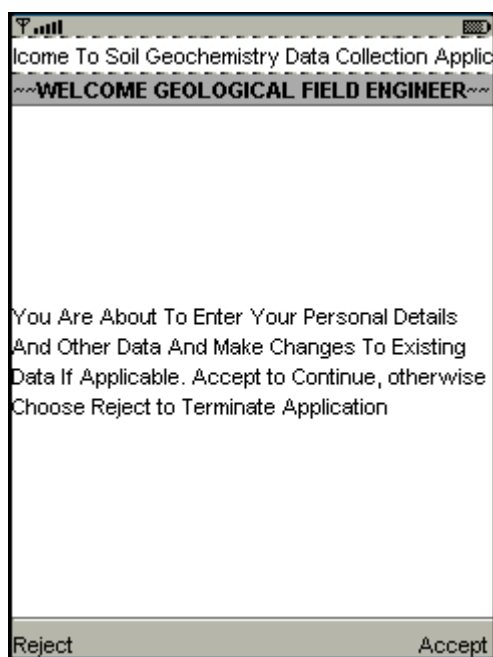 lcome To Soil Geochemistry Data Collection Applic
~~WELCOME GEOLOGICAL FIELD ENGINEER~~
You Are About To Enter Your Personal Details
And Other Data And Make Changes To Existing
Data If Applicable. Accept to Continue, otherwise
Choose Reject to Terminate Application
Reject Accept